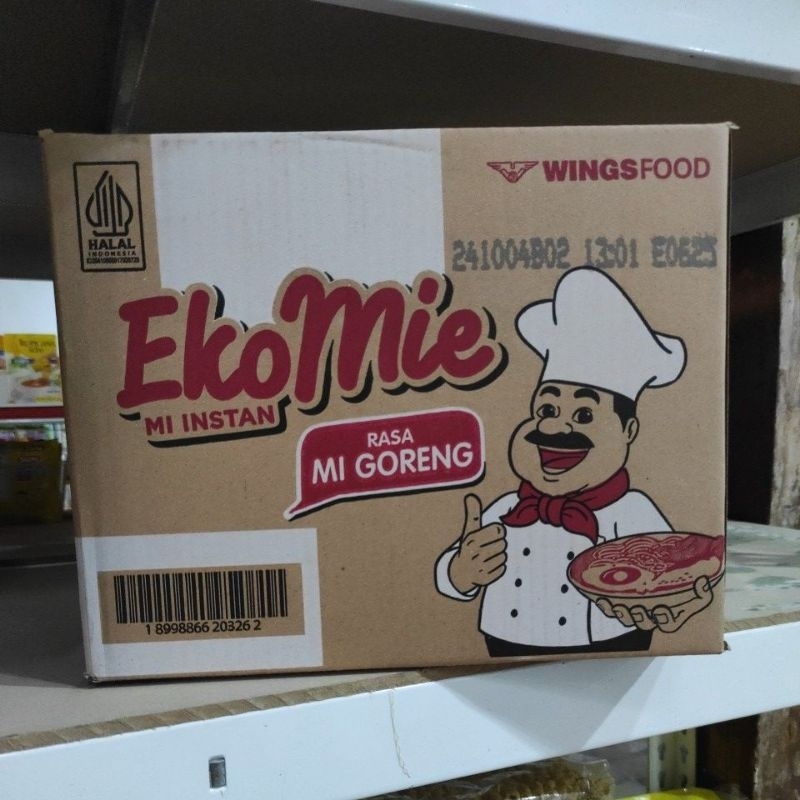 HALAL
INDONESIA
WINGSFOOD
241004B02 13:01 E0625
EkoMie
MI INSTAN
RASA
MI GORENG
1 8998866 20326 2